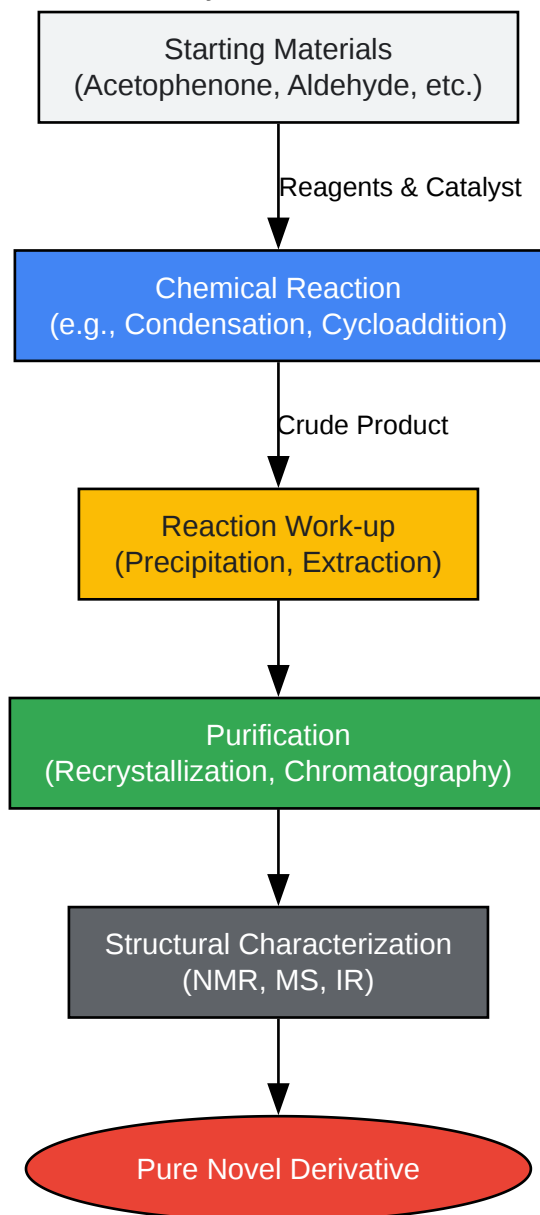 Starting Materials
(Acetophenone, Aldehyde, etc.)
Reagents & Catalyst
Chemical Reaction
(e.g., Condensation, Cycloaddition)
Crude Product
Reaction Work-up
(Precipitation, Extraction)
Purification
(Recrystallization, Chromatography)
Structural Characterization
(NMR, MS, IR)
Pure Novel Derivative